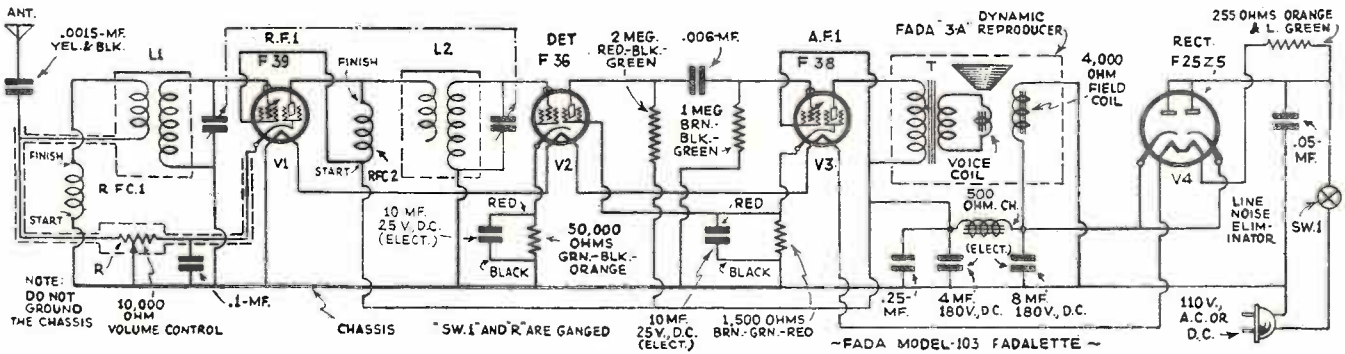 ANT.
.0015-MF.
YEL.& BLK.
L1
R.F.1
F 39
FINISH
L2
DET
F 36
2 MEG.
RED.-BLK.-
GREEN
.006-MF.
A.F.1
F 38
DYNAMIC
FADA "3-A" REPRODUCER
T
4,000
OHM
FIELD
COIL
255 OHMS ORANGE
& L. GREEN
RECT.
F 25Z5
1 MEG
BRN.-
BLK.-
GREEN
FINISH
R FC.1
START
V1
START
RFC2
V2
V3
VOICE
COIL
V4
.05-
MF.
R
10 MF.
25 V., D.C.
(ELECT.)
RED
BLACK
50,000
OHMS
GRN.-BLK.-
ORANGE
RED
BLACK
500
OHM. CH.
(ELECT.)
LINE NOISE
ELIM-
INATOR
SW.1
NOTE:
DO NOT
GROUND
THE CHASSIS
10,000
OHM
VOLUME CONTROL
.1-MF.
CHASSIS
"SW.1" AND "R" ARE GANGED
10 MF.
25 V., D.C.
(ELECT.)
1,500 OHMS
BRN.-GRN.-RED
.25-
MF.
4 MF.
180 V., D.C.
8 MF.
180 V., D.C.
110 V.,
A.C. OR
D.C.
~FADA MODEL-103 FADALETTE~